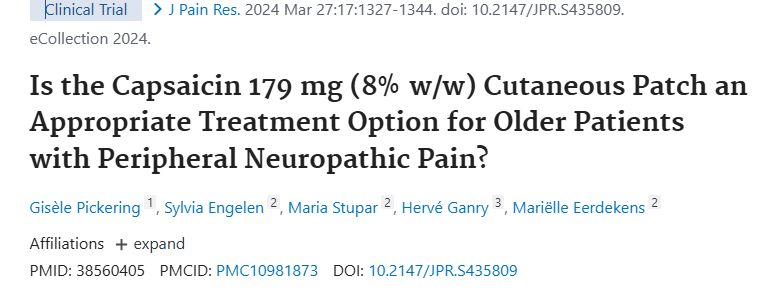 Clinical Trial > J Pain Res. 2024 Mar 27:17:1327-1344. doi: 10.2147/JPR.S435809.
eCollection 2024.
Is the Capsaicin 179 mg (8% w/w) Cutaneous Patch an
Appropriate Treatment Option for Older Patients
with Peripheral Neuropathic Pain?
Gisèle Pickering 1, Sylvia Engelen 2, Maria Stupar 2, Hervé Ganry 3, Mariëlle Eerdekens 2
Affiliations + expand
PMID: 38560405 PMCID: PMC10981873 DOI: 10.2147/JPR.S435809